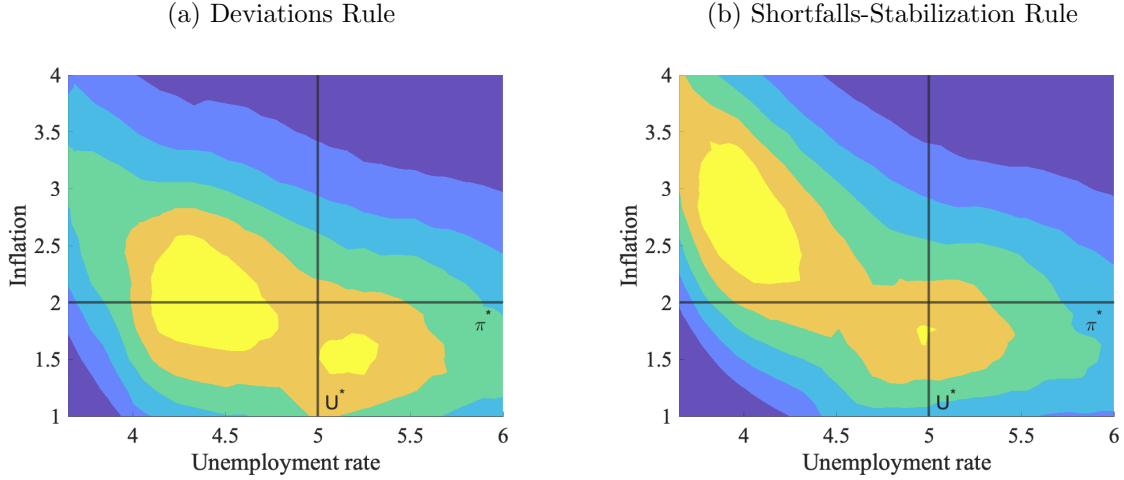 (a) Deviations Rule
4
3.5
3
2.5
2
1.5
1
Inflation
π*
U*
4
4.5
5
5.5
6
Unemployment rate
(b) Shortfalls-Stabilization Rule
4
3.5
3
2.5
2
1.5
1
Inflation
π*
U*
4
4.5
5
5.5
6
Unemployment rate